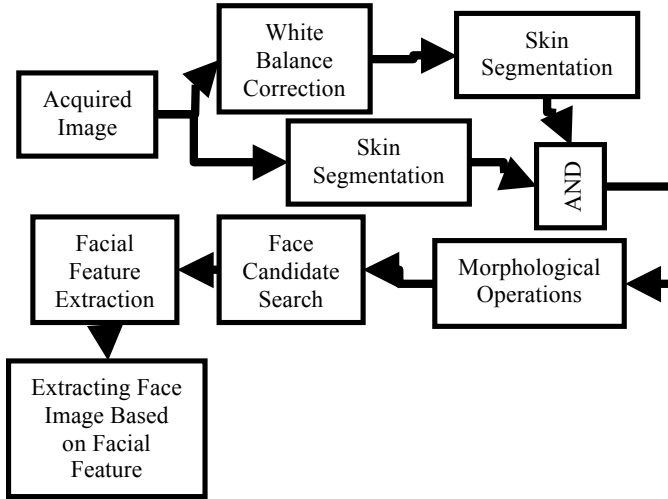 Acquired
Image
White
Balance
Correction
Skin
Segmentation
Skin
Segmentation
AND
Morphological
Operations
Face
Candidate
Search
Facial
Feature
Extraction
Extracting Face
Image Based
on Facial
Feature